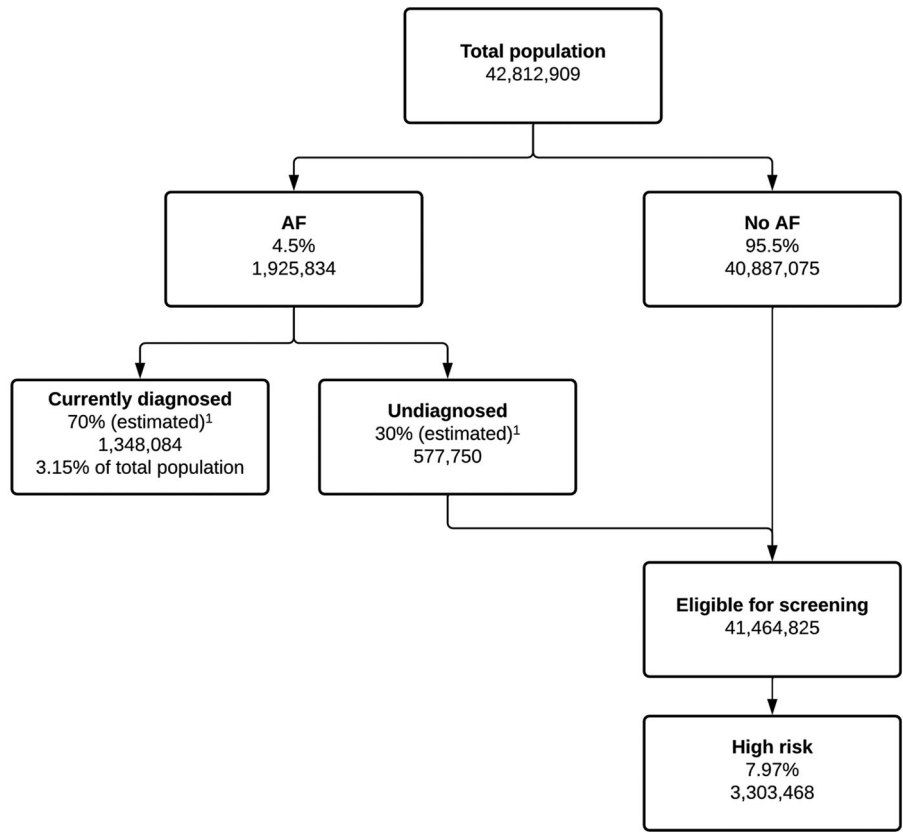 Total population
42,812,909
AF
4.5%
1,925,834
No AF
95.5%
40,887,075
Currently diagnosed
70% (estimated)¹
1,348,084
3.15% of total population
Undiagnosed
30% (estimated)¹
577,750
Eligible for screening
41,464,825
High risk
7.97%
3,303,468